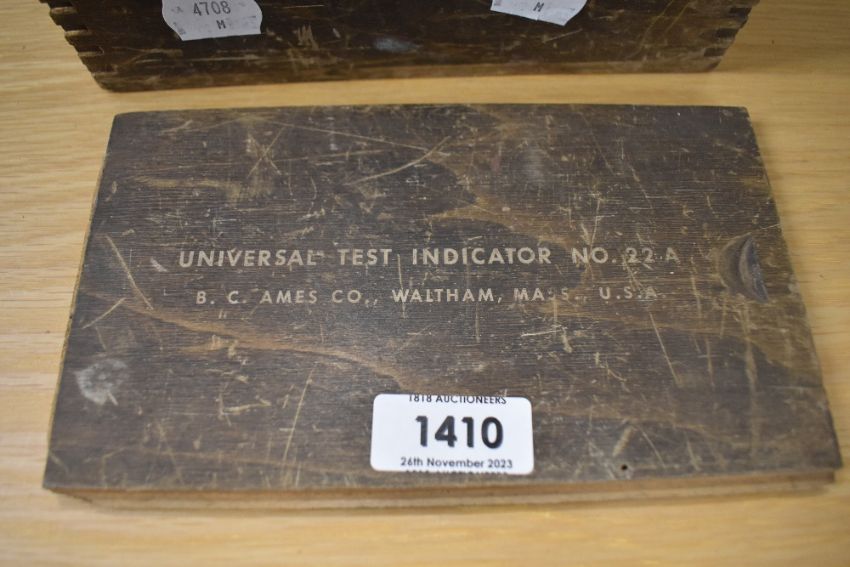 4708
M
M
UNIVERSAL TEST INDICATOR NO. 22 A
B. C. AMES CO., WALTHAM, MASS., U.S.A.
1818 AUCTIONEERS
1410
26th November 2023